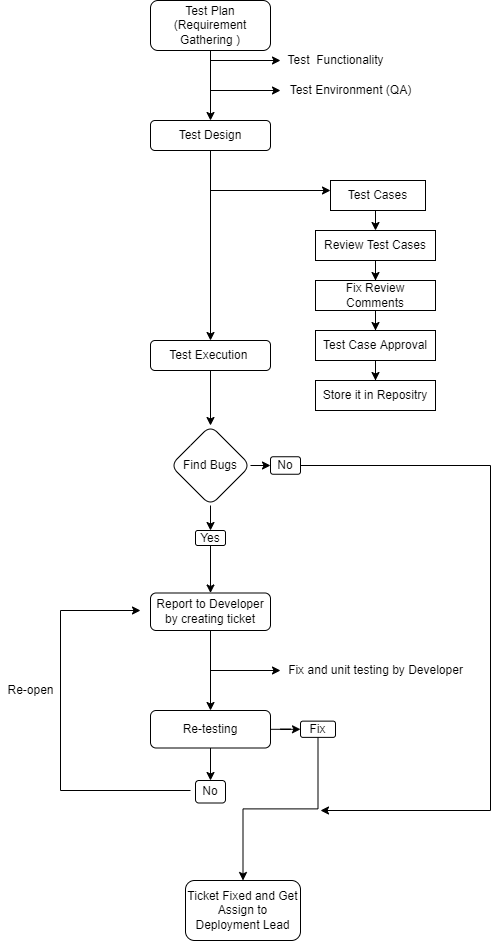 Test Plan
(Requirement
Gathering )
Test  Functionality
Test Environment (QA)
Test Design
Test Cases
Review Test Cases
Fix Review
Comments
Test Case Approval
Store it in Repositry
Test Execution
Find Bugs
No
Yes
Report to Developer
by creating ticket
Fix and unit testing by Developer
Re-open
Re-testing
Fix
No
Ticket Fixed and Get
Assign to
Deployment Lead